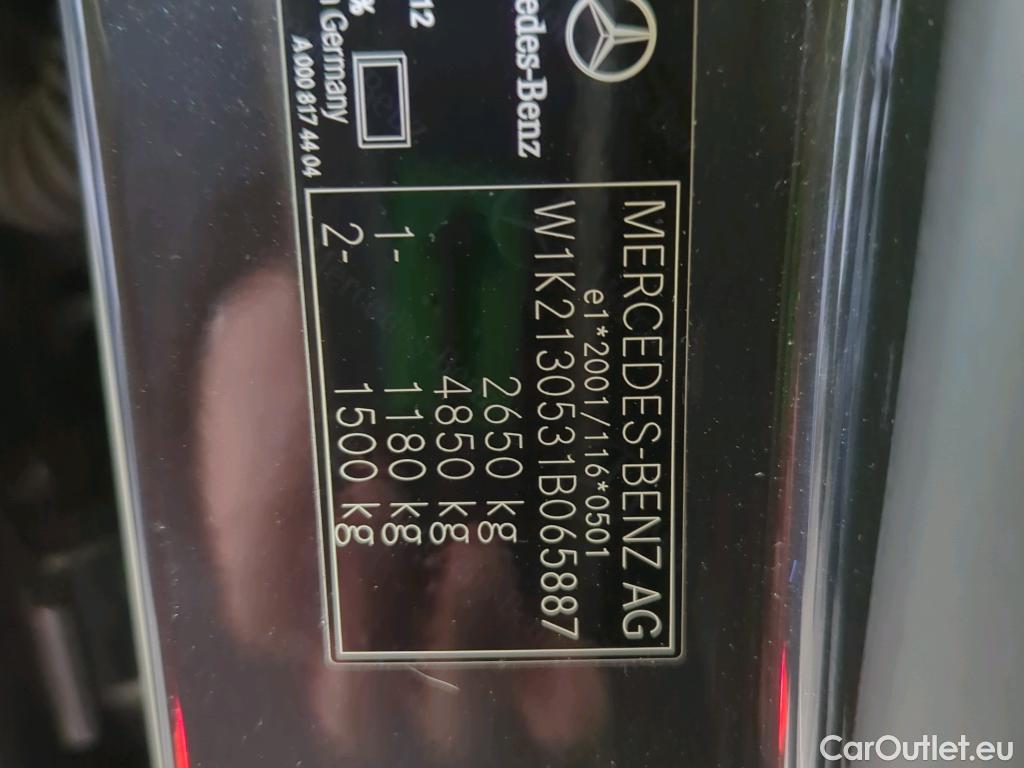 edes-Benz
12
%
n Germany
A 000 817 44 04
MERCEDES-BENZ AG
e1*2001/116*0501
W1K2130531B065887
2650 kg
4850 kg
1- 1180 kg
2- 1500 kg
CarOutlet.eu